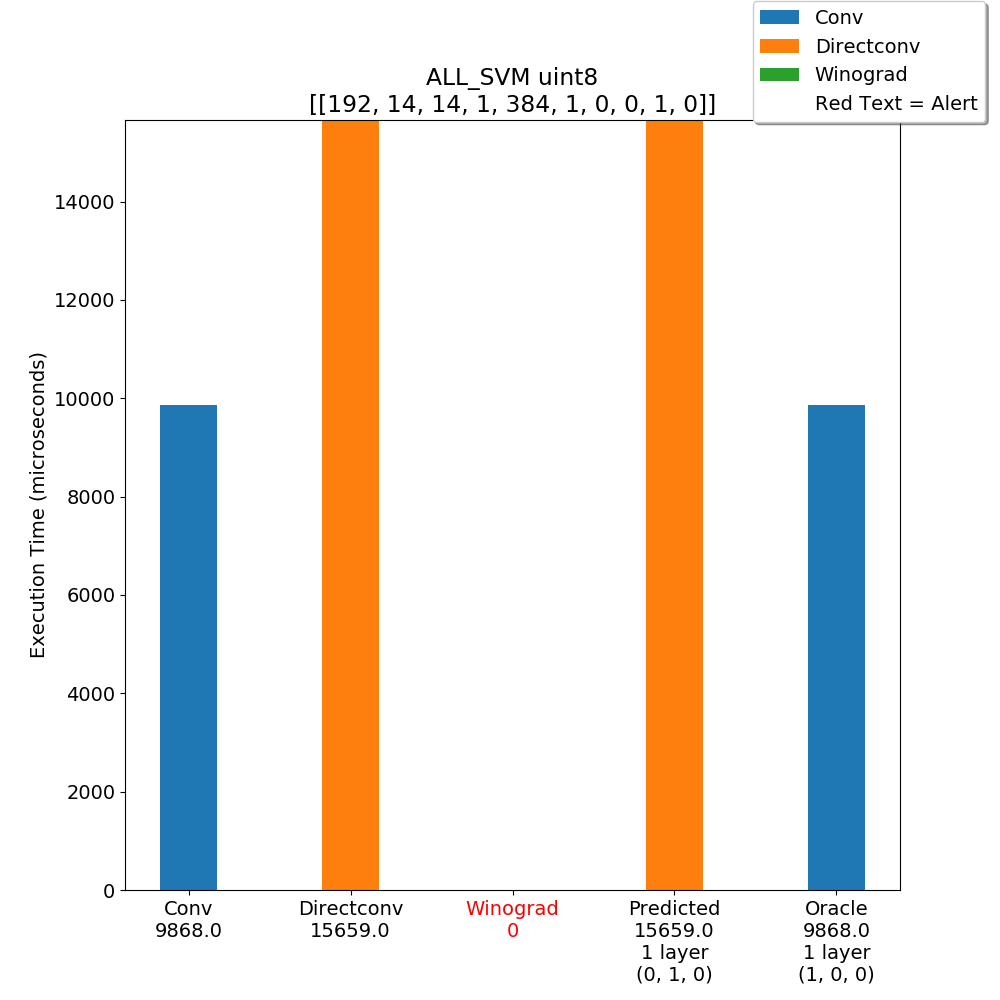 Conv
Directconv
Winograd
Red Text = Alert
ALL_SVM uint8
[[192, 14, 14, 1, 384, 1, 0, 0, 1, 0]]
Execution Time (microseconds)
14000
12000
10000
8000
6000
4000
2000
0
Conv
9868.0
Directconv
15659.0
Winograd
0
Predicted
15659.0
1 layer
(0, 1, 0)
Oracle
9868.0
1 layer
(1, 0, 0)